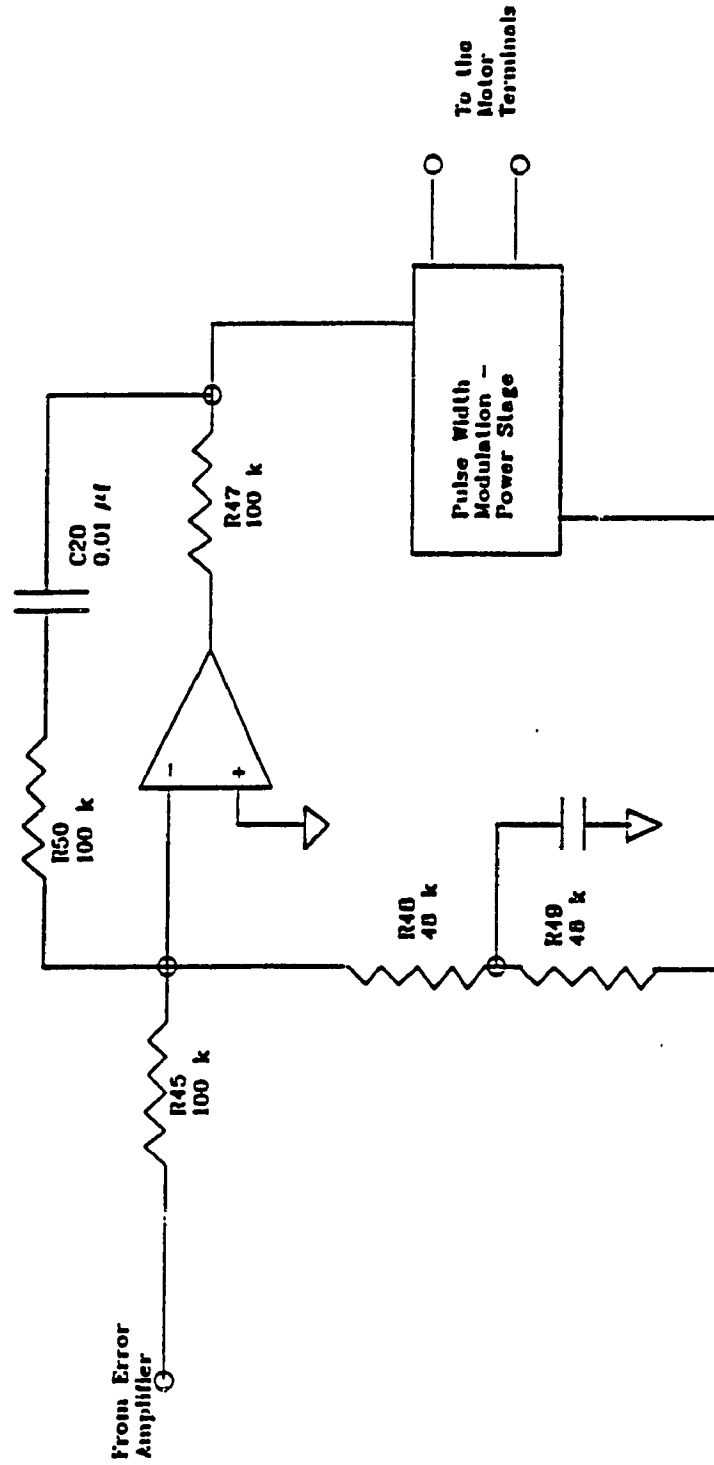 From Error
Amplifier
R45
100 k
R50
100 k
C20
0.01 µf
-
+
R47
100 k
R48
48 k
R49
48 k
Pulse Width
Modulation -
Power Stage
To the
Motor
Terminals